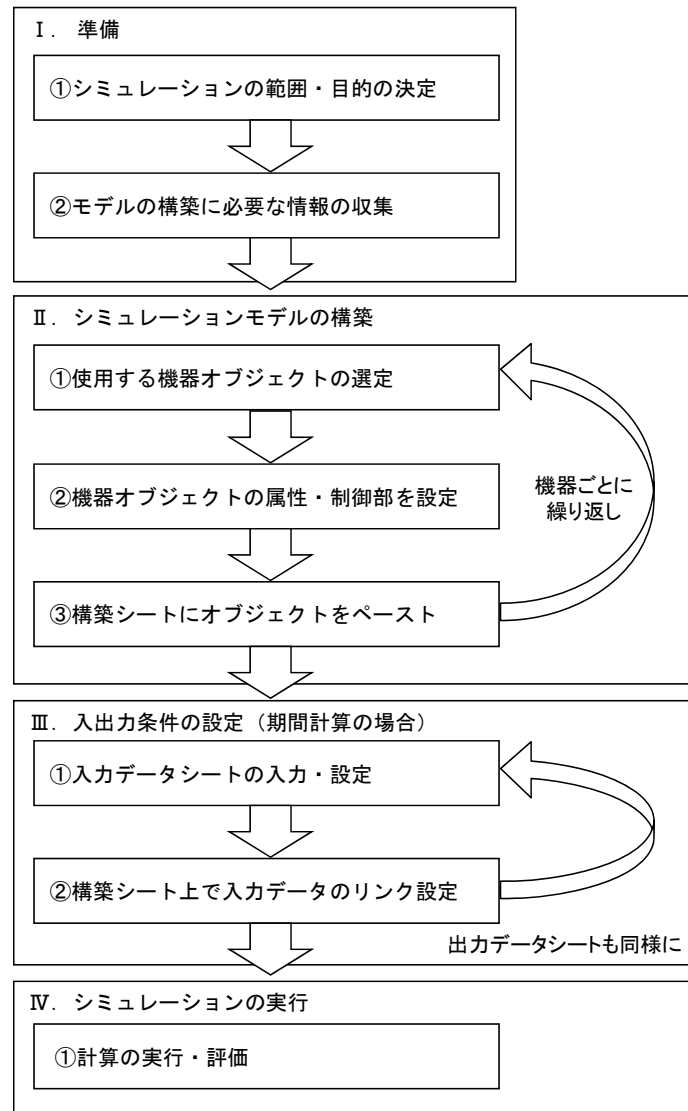 Ⅰ． 準備
①シミュレーションの範囲・目的の決定
②モデルの構築に必要な情報の収集
Ⅱ．シミュレーションモデルの構築
①使用する機器オブジェクトの選定
②機器オブジェクトの属性・制御部を設定
機器ごとに
繰り返し
③構築シートにオブジェクトをペースト
Ⅲ．入出力条件の設定（期間計算の場合）
①入力データシートの入力・設定
②構築シート上で入力データのリンク設定
出力データシートも同様に
Ⅳ．シミュレーションの実行
①計算の実行・評価